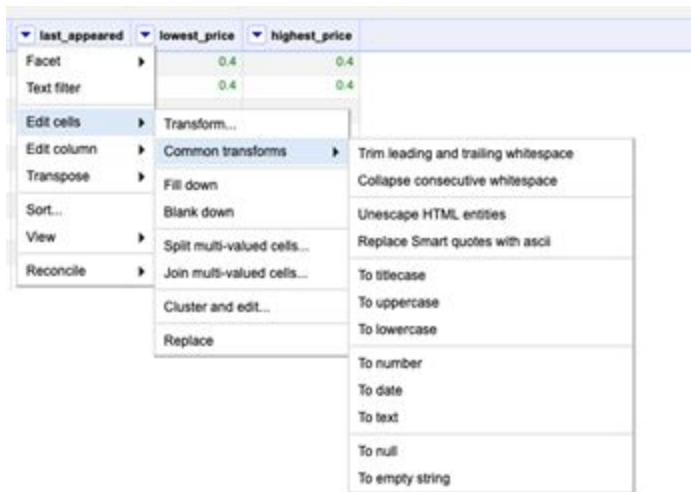 last_appeared lowest_price highest_price
Facet 0.4 0.4
Text filter 0.4 0.4
Edit cells
Edit column
Transpose
Sort...
View
Reconcile
Transform...
Common transforms
Fill down
Blank down
Split multi-valued cells...
Join multi-valued cells...
Cluster and edit...
Replace
Trim leading and trailing whitespace
Collapse consecutive whitespace
Unescape HTML entities
Replace Smart quotes with ascii
To titlecase
To uppercase
To lowercase
To number
To date
To text
To null
To empty string